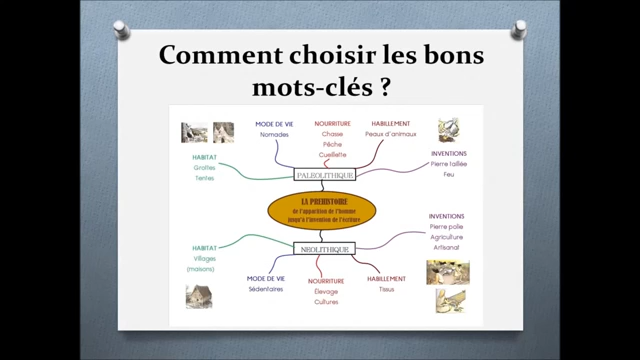 Comment choisir les bons
mots-clés ?
MODE DE VIE
Nomades
NOURRITURE
Chasse
Pêche
Cueillette
HABILLEMENT
Peaux d'animaux
HABITAT
Grottes
Tentes
INVENTIONS
Pierre taillée
Feu
PALEOLITHIQUE
LA PREHISTOIRE
de l'apparition de l'homme
jusqu'à l'invention de l'écriture
NEOLITHIQUE
INVENTIONS
Pierre polie
Agriculture
Artisanat
HABITAT
Villages
(maisons)
MODE DE VIE
Sédentaires
NOURRITURE
Élevage
Cultures
HABILLEMENT
Tissus